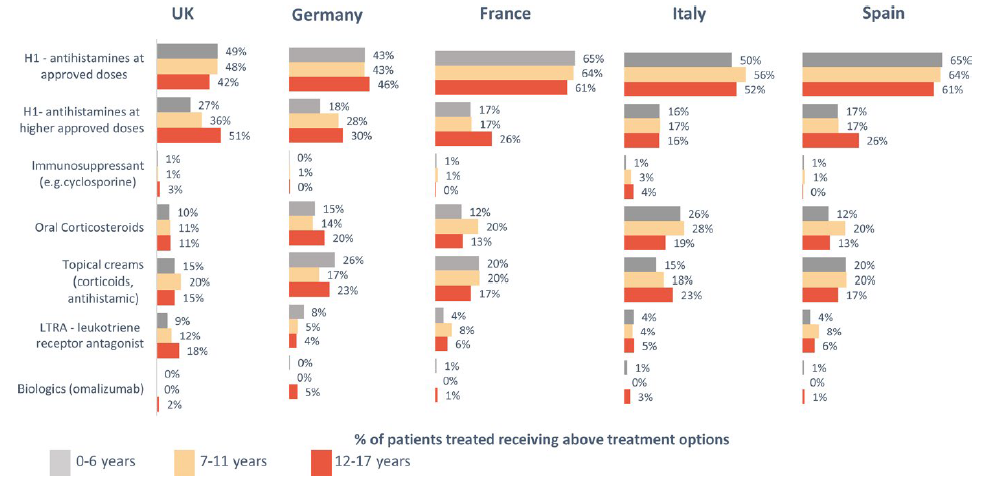 UK Germany France Italy Spain
H1 - antihistamines at
approved doses
49% 43% 65% 50% 65%
48% 43% 64% 56% 64%
42% 46% 61% 52% 61%
H1- antihistamines at
higher approved doses
27% 18% 17% 16% 17%
36% 28% 17% 17% 17%
51% 30% 26% 16% 26%
Immunosuppressant
(e.g.cyclosporine)
1% 0% 1% 1% 1%
1% 1% 1% 3% 1%
3% 0% 0% 4% 0%
Oral Corticosteroids
10% 15% 12% 26% 12%
11% 14% 20% 28% 20%
11% 20% 13% 19% 13%
Topical creams
(corticoids,
antihistamic)
15% 26% 20% 15% 20%
20% 17% 20% 18% 20%
15% 23% 17% 23% 17%
LTRA - leukotriene
receptor antagonist
9% 8% 4% 4% 4%
12% 5% 8% 4% 8%
18% 4% 6% 5% 6%
Biologics (omalizumab)
0% 0% 1% 1% 1%
0% 0% 0% 0% 0%
2% 5% 1% 3% 1%
% of patients treated receiving above treatment options
0-6 years 7-11 years 12-17 years